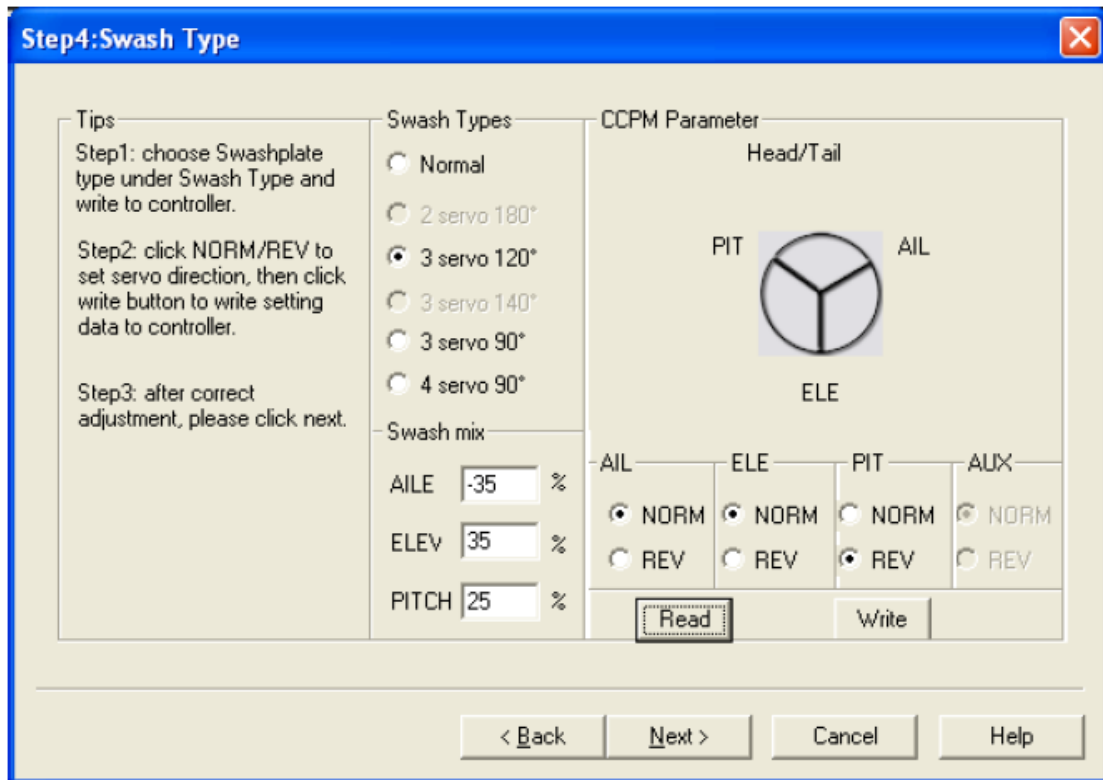 Step4:Swash Type
Tips
Step1: choose Swashplate
type under Swash Type and
write to controller.
Step2: click NORM/REV to
set servo direction, then click
write button to write setting
data to controller.
Step3: after correct
adjustment, please click next.
Swash Types
Normal
2 servo 180°
3 servo 120°
3 servo 140°
3 servo 90°
4 servo 90°
Swash mix
AILE -35 %
ELEV 35 %
PITCH 25 %
CCPM Parameter
Head/Tail
PIT AIL
ELE
AIL ELE PIT AUX
NORM NORM NORM NORM
REV REV REV REV
Read Write
< Back Next > Cancel Help